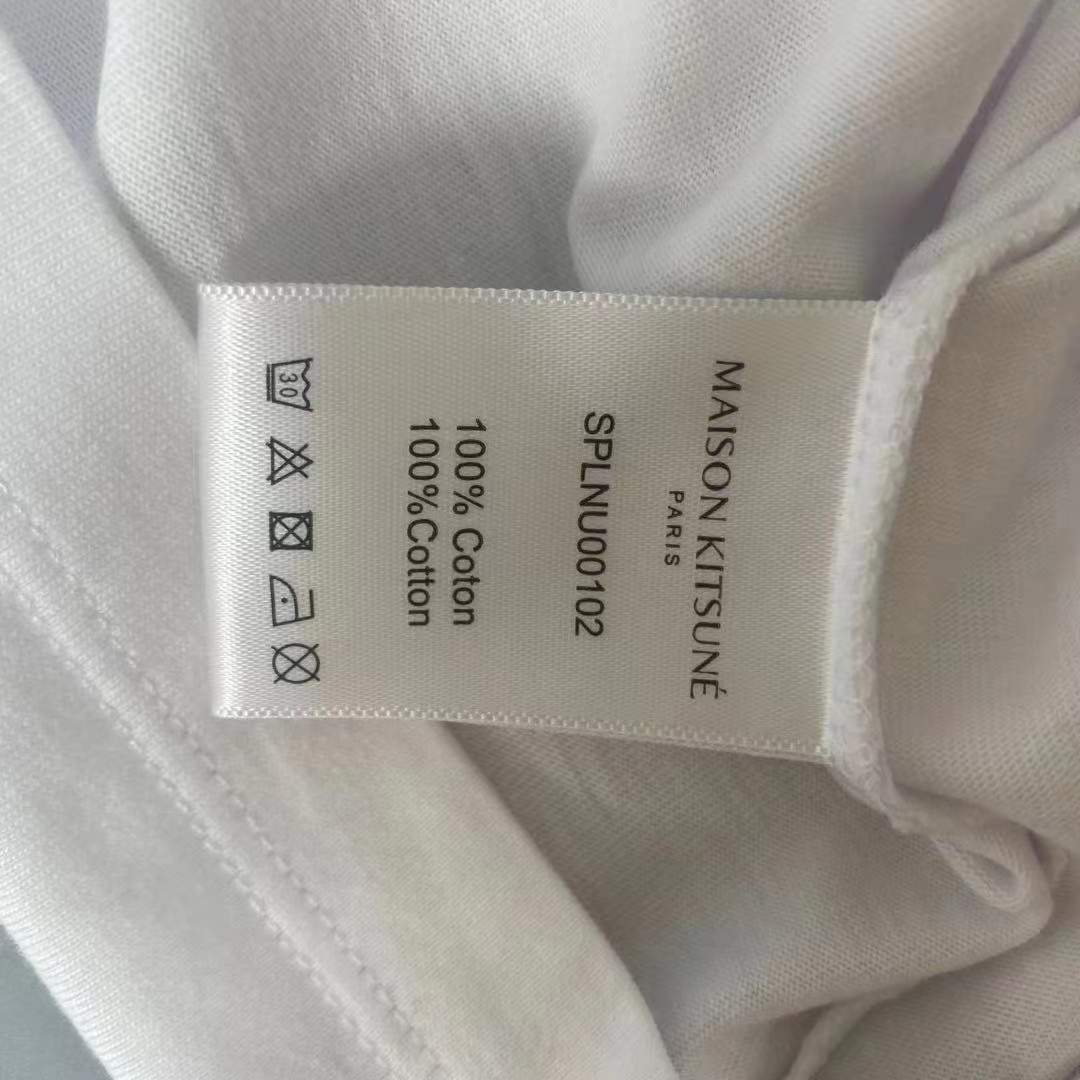 MAISON KITSUNÉ
PARIS
SPLNU00102
100% Coton
100%Cotton
30